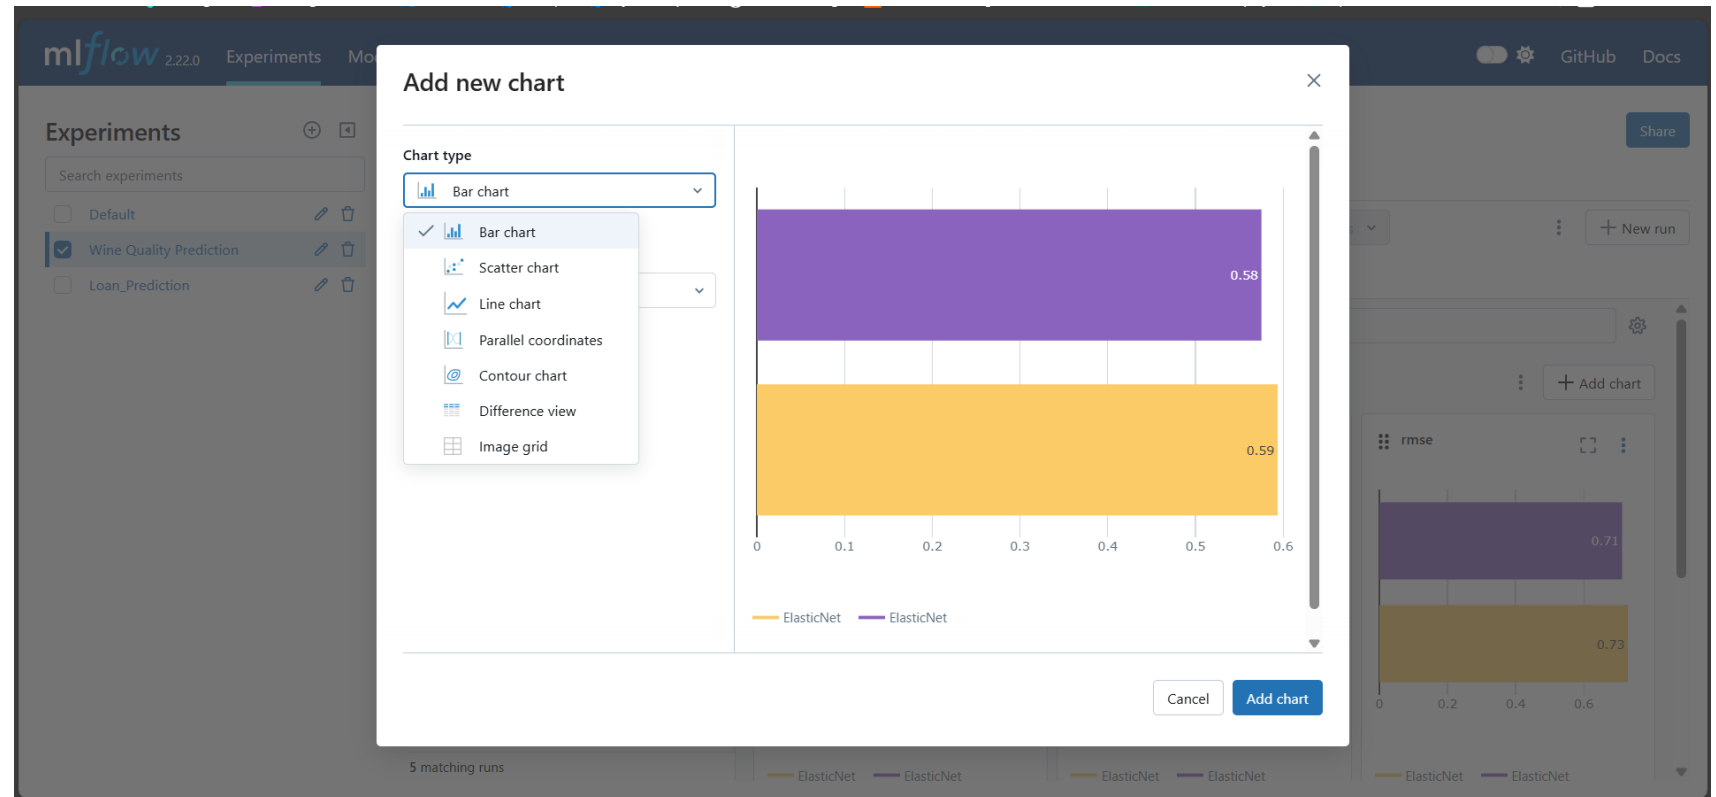 mlflow 2.22.0 Experiments GitHub Docs
Add new chart
Experiments
Share
Search experiments
Default
Wine Quality Prediction
Loan_Prediction
New run
Add chart
Chart type
Bar chart
Bar chart
Scatter chart
Line chart
Parallel coordinates
Contour chart
Difference view
Image grid
0.58
0.59
0 0.1 0.2 0.3 0.4 0.5 0.6
ElasticNet ElasticNet
Cancel Add chart
rmse
0.71
0.73
0 0.2 0.4 0.6
5 matching runs
ElasticNet ElasticNet ElasticNet ElasticNet ElasticNet ElasticNet